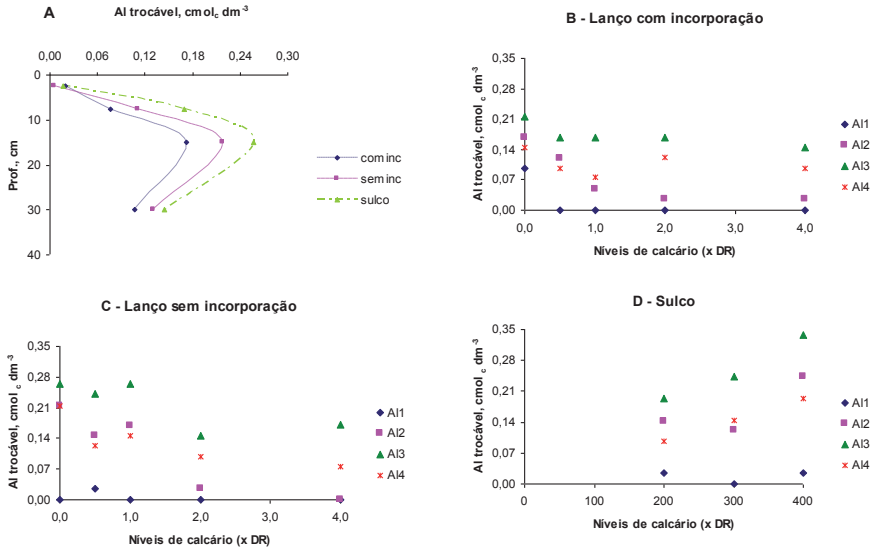 A
Al trocável, cmolc dm-3
0,00 0,06 0,12 0,18 0,24 0,30
Prof., cm
0
10
20
30
40
com inc
sem inc
sulco
B - Lanço com incorporação
Al trocável, cmol c dm-3
0,35
0,28
0,21
0,14
0,07
0,00
0,0 1,0 2,0 3,0 4,0
Níveis de calcário (x DR)
Al1
Al2
Al3
Al4
C - Lanço sem incorporação
Al trocável, cmol c dm-3
0,35
0,28
0,21
0,14
0,07
0,00
0,0 1,0 2,0 3,0 4,0
Níveis de calcário (x DR)
Al1
Al2
Al3
Al4
D - Sulco
Al trocável, cmol c dm-3
0,35
0,28
0,21
0,14
0,07
0,00
0 100 200 300 400
Níveis de calcário (x DR)
Al1
Al2
Al3
Al4